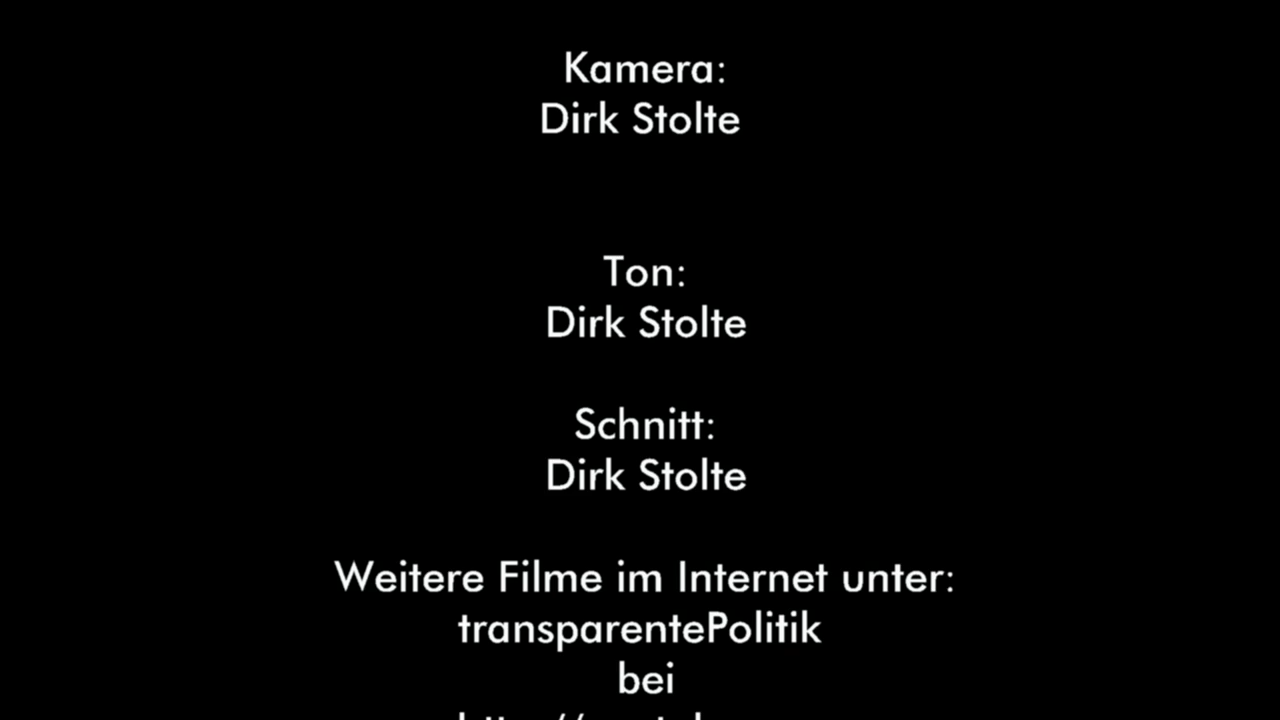 Kamera:
Dirk Stolte
Ton:
Dirk Stolte
Schnitt:
Dirk Stolte
Weitere Filme im Internet unter:
transparentePolitik
bei